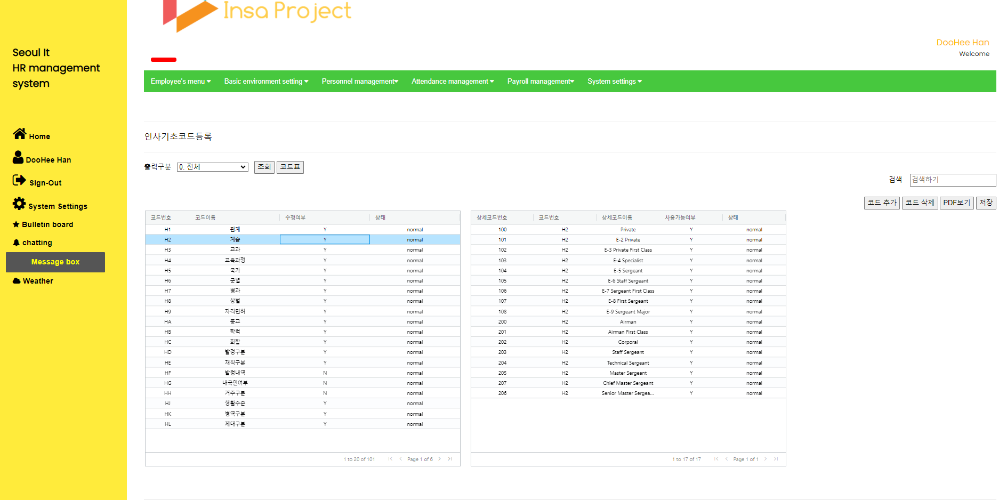 Insa Project
DooHee Han
Welcome
Seoul It
HR management
system
Employee's menu
Basic environment setting
Personnel management
Attendance management
Payroll management
System settings
Home
DooHee Han
Sign-Out
System Settings
Bulletin board
chatting
Message box
Weather
인사기초코드등록
출력구분 0. 전체 조회 코드표
검색 검색하기
코드 추가 코드 삭제 PDF보기 저장
코드번호 코드이름 수정여부 상태
H1 관계 Y normal
H2 계습 Y normal
H3 교과 Y normal
H4 교육과정 Y normal
H5 국가 Y normal
H6 군별 Y normal
H7 병과 Y normal
H8 상벌 Y normal
H9 자격면허 Y normal
HA 종교 Y normal
HB 학력 Y normal
HC 회합 Y normal
HD 발령구분 Y normal
HE 재직구분 Y normal
HF 발령내역 N normal
HG 내국인여부 N normal
HH 거주구분 N normal
HJ 생활수준 Y normal
HK 병역구분 Y normal
HL 제대구분 Y normal
1 to 20 of 101 Page 1 of 6
상세코드번호 코드번호 상세코드이름 사용가능여부 상태
100 H2 Private Y normal
101 H2 E-2 Private Y normal
102 H2 E-3 Private First Class Y normal
103 H2 E-4 Specialist Y normal
104 H2 E-5 Sergeant Y normal
105 H2 E-6 Staff Sergeant Y normal
106 H2 E-7 Sergeant First Class Y normal
107 H2 E-8 First Sergeant Y normal
108 H2 E-9 Sergeant Major Y normal
200 H2 Airman Y normal
201 H2 Airman First Class Y normal
202 H2 Corporal Y normal
203 H2 Staff Sergeant Y normal
204 H2 Technical Sergeant Y normal
205 H2 Master Sergeant Y normal
207 H2 Chief Master Sergeant Y normal
206 H2 Senior Master Sergea... Y normal
1 to 17 of 17 Page 1 of 1